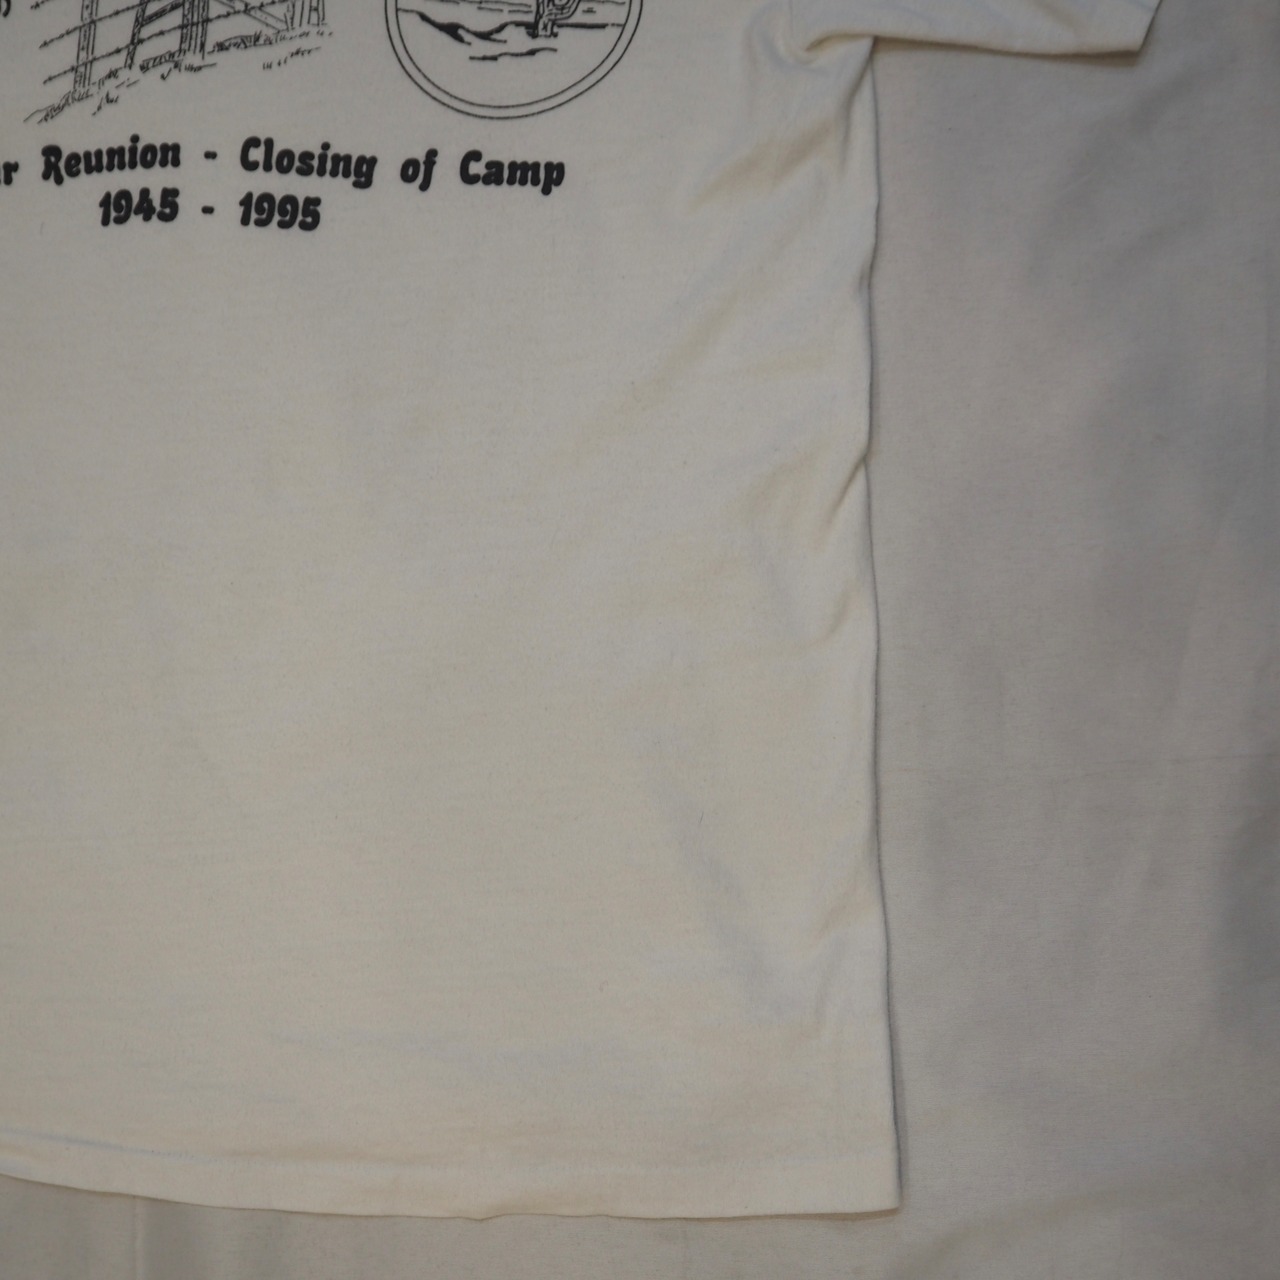 Reunion - Closing of Camp
1945 - 1995